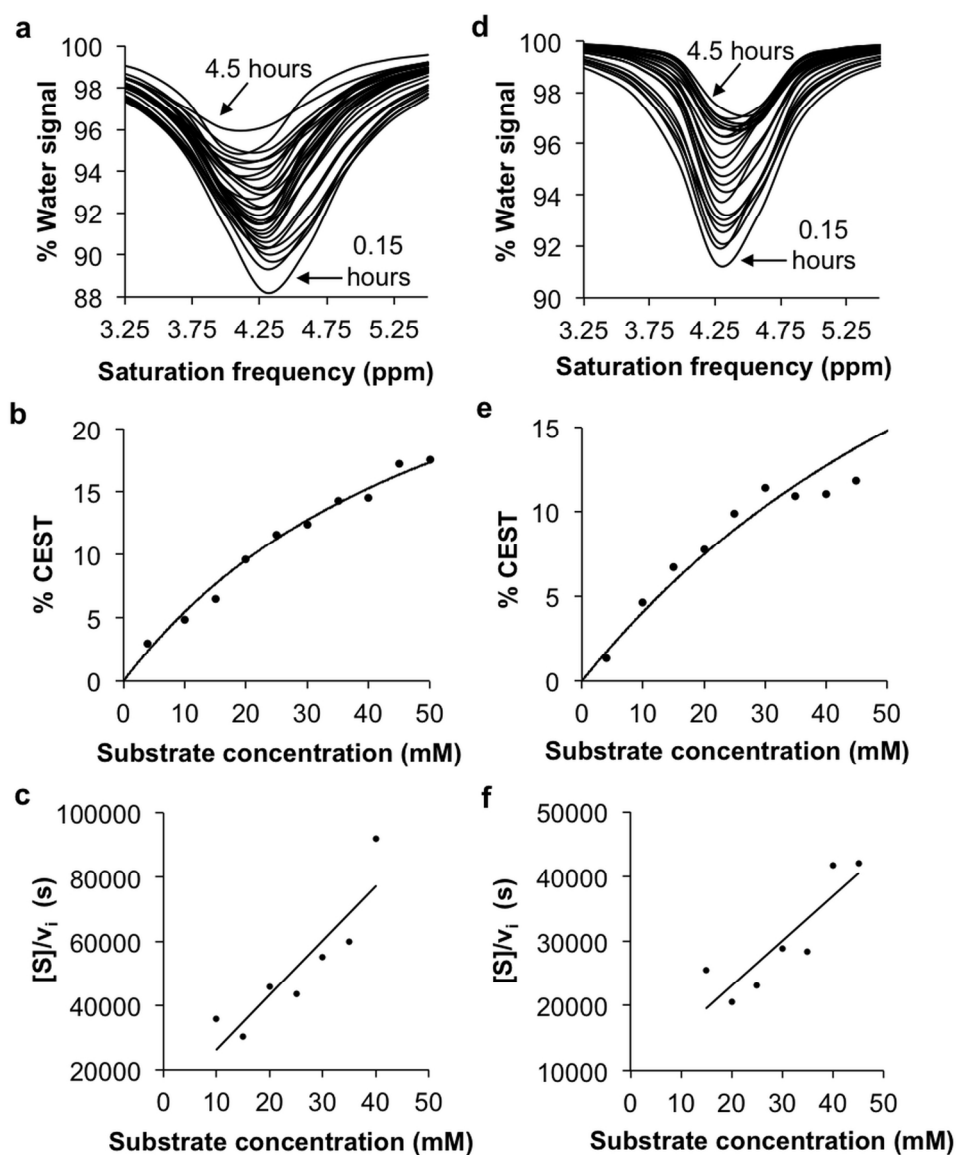 a
100
98
96
94
92
90
88
% Water signal
4.5 hours
0.15
hours
3.25 3.75 4.25 4.75 5.25
Saturation frequency (ppm)
d
100
98
96
94
92
90
% Water signal
4.5 hours
0.15
hours
3.25 3.75 4.25 4.75 5.25
Saturation frequency (ppm)
b
20
15
10
5
0
% CEST
0 10 20 30 40 50
Substrate concentration (mM)
e
15
10
5
0
% CEST
0 10 20 30 40 50
Substrate concentration (mM)
c
100000
80000
60000
40000
20000
[S]/vi (s)
0 10 20 30 40 50
Substrate concentration (mM)
f
50000
40000
30000
20000
10000
[S]/vi (s)
0 10 20 30 40 50
Substrate concentration (mM)